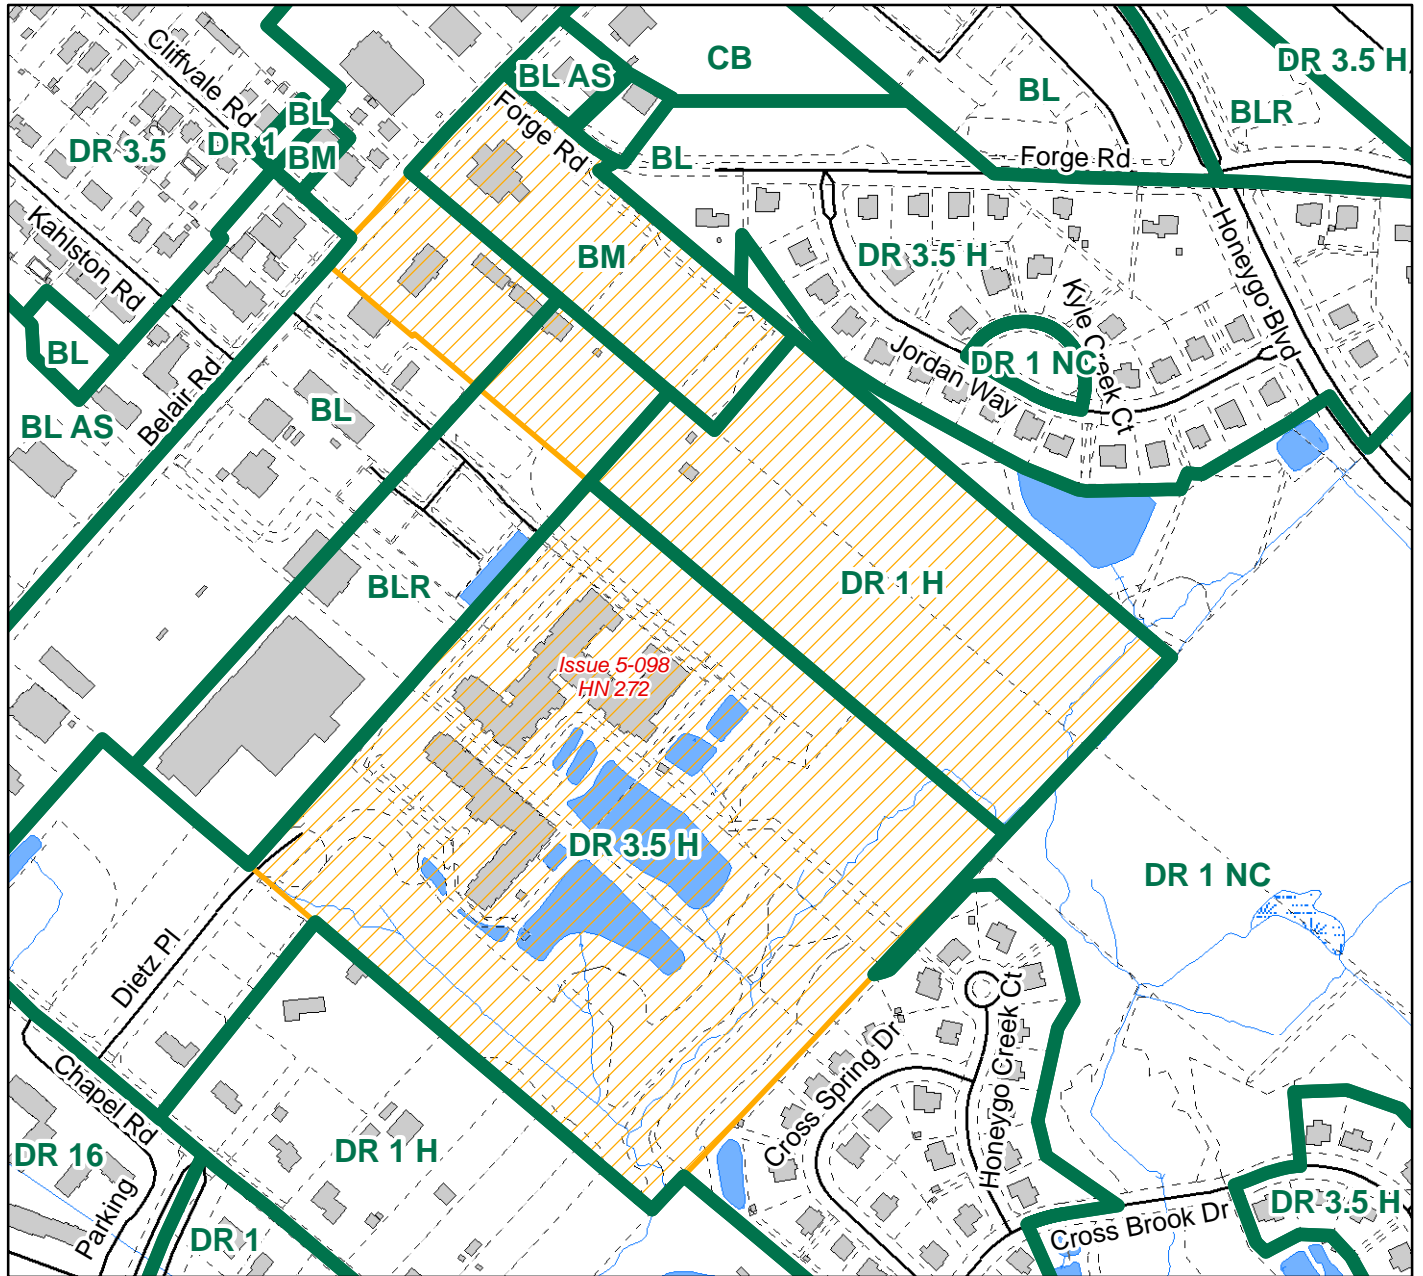 Cliffvale Rd
CB
DR 3.5 H
BL AS
BL
BL
BLR
DR 3.5
DR 1
BM
Forge Rd
BL
Forge Rd
Kahlston Rd
BM
DR 3.5 H
Honeygo Blvd
Kyle Creek Ct
BL
Jordan Way
DR 1 NC
Belair Rd
BL
BL AS
BLR
DR 1 H
Issue 5-098
HN 272
DR 3.5 H
DR 1 NC
Dietz Pl
Cross Spring Dr
Honeygo Creek Ct
Chapel Rd
DR 16
DR 1 H
Parking
DR 1
Cross Brook Dr
DR 3.5 H